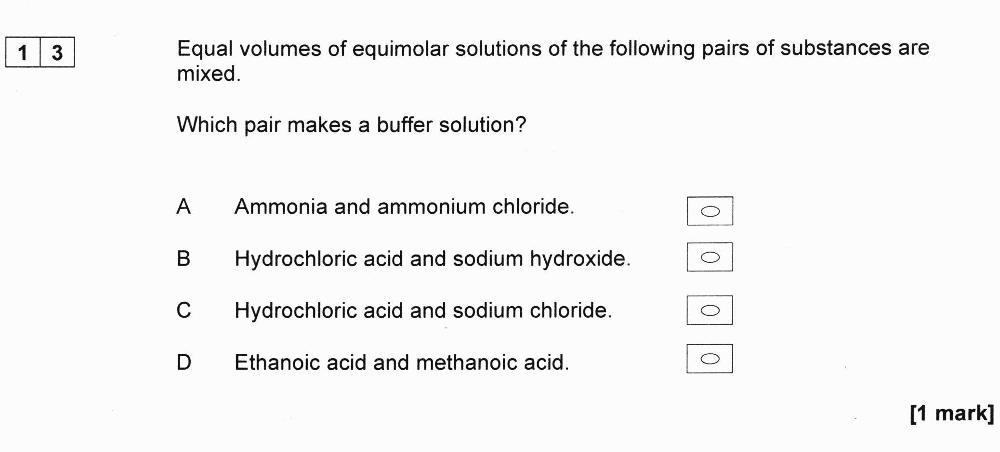 1 3 Equal volumes of equimolar solutions of the following pairs of substances are
mixed.
Which pair makes a buffer solution?
A Ammonia and ammonium chloride.
B Hydrochloric acid and sodium hydroxide.
C Hydrochloric acid and sodium chloride.
D Ethanoic acid and methanoic acid.
[1 mark]